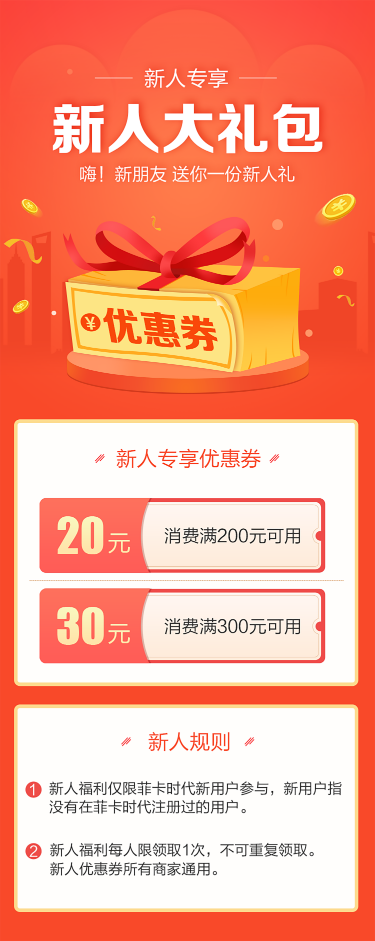 新人专享
新人大礼包
嗨！新朋友 送你一份新人礼
¥优惠券
新人专享优惠券
20元 消费满200元可用
30元 消费满300元可用
新人规则
1 新人福利仅限菲卡时代新用户参与，新用户指
没有在菲卡时代注册过的用户。
2 新人福利每人限领取1次，不可重复领取。
新人优惠券所有商家通用。